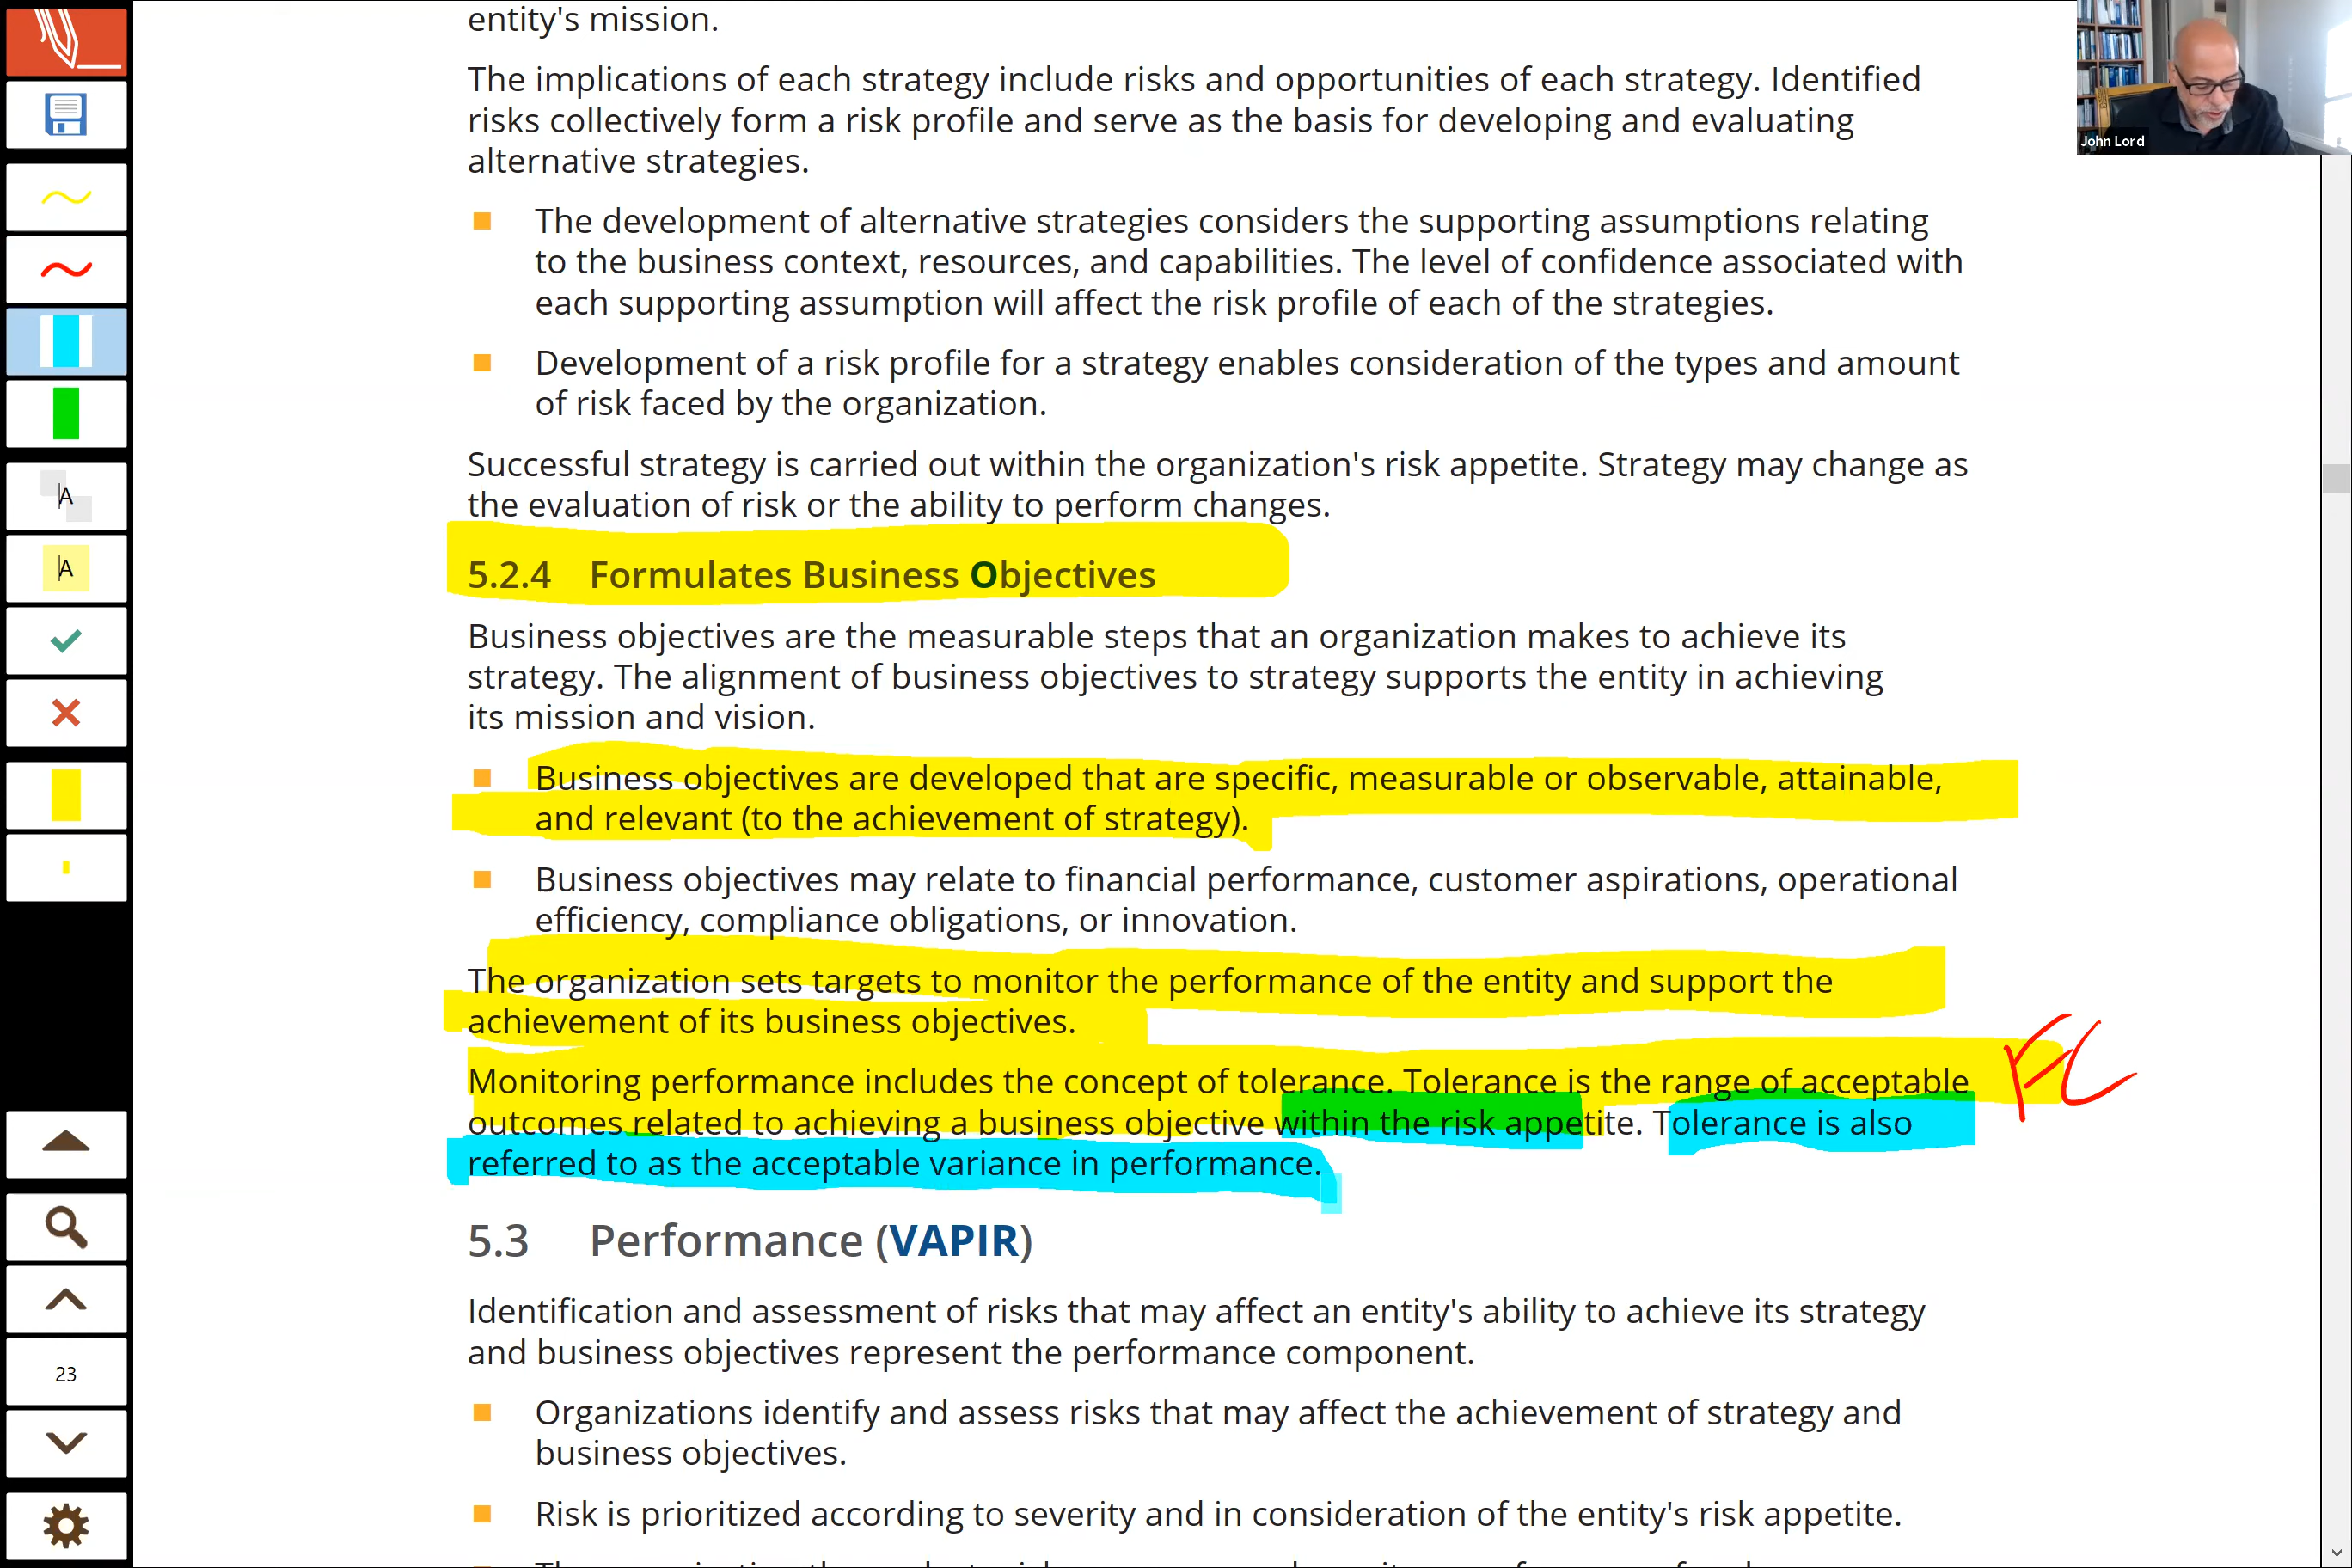 entity's mission.
The implications of each strategy include risks and opportunities of each strategy. Identified
risks collectively form a risk profile and serve as the basis for developing and evaluating
alternative strategies.
The development of alternative strategies considers the supporting assumptions relating
to the business context, resources, and capabilities. The level of confidence associated with
each supporting assumption will affect the risk profile of each of the strategies.
Development of a risk profile for a strategy enables consideration of the types and amount
of risk faced by the organization.
Successful strategy is carried out within the organization's risk appetite. Strategy may change as
the evaluation of risk or the ability to perform changes.
5.2.4 Formulates Business Objectives
Business objectives are the measurable steps that an organization makes to achieve its
strategy. The alignment of business objectives to strategy supports the entity in achieving
its mission and vision.
Business objectives are developed that are specific, measurable or observable, attainable,
and relevant (to the achievement of strategy).
Business objectives may relate to financial performance, customer aspirations, operational
efficiency, compliance obligations, or innovation.
The organization sets targets to monitor the performance of the entity and support the
achievement of its business objectives.
Monitoring performance includes the concept of tolerance. Tolerance is the range of acceptable
outcomes related to achieving a business objective within the risk appetite. Tolerance is also
referred to as the acceptable variance in performance.
5.3 Performance (VAPIR)
Identification and assessment of risks that may affect an entity's ability to achieve its strategy
and business objectives represent the performance component.
Organizations identify and assess risks that may affect the achievement of strategy and
business objectives.
Risk is prioritized according to severity and in consideration of the entity's risk appetite.
John Lord
A
A
23